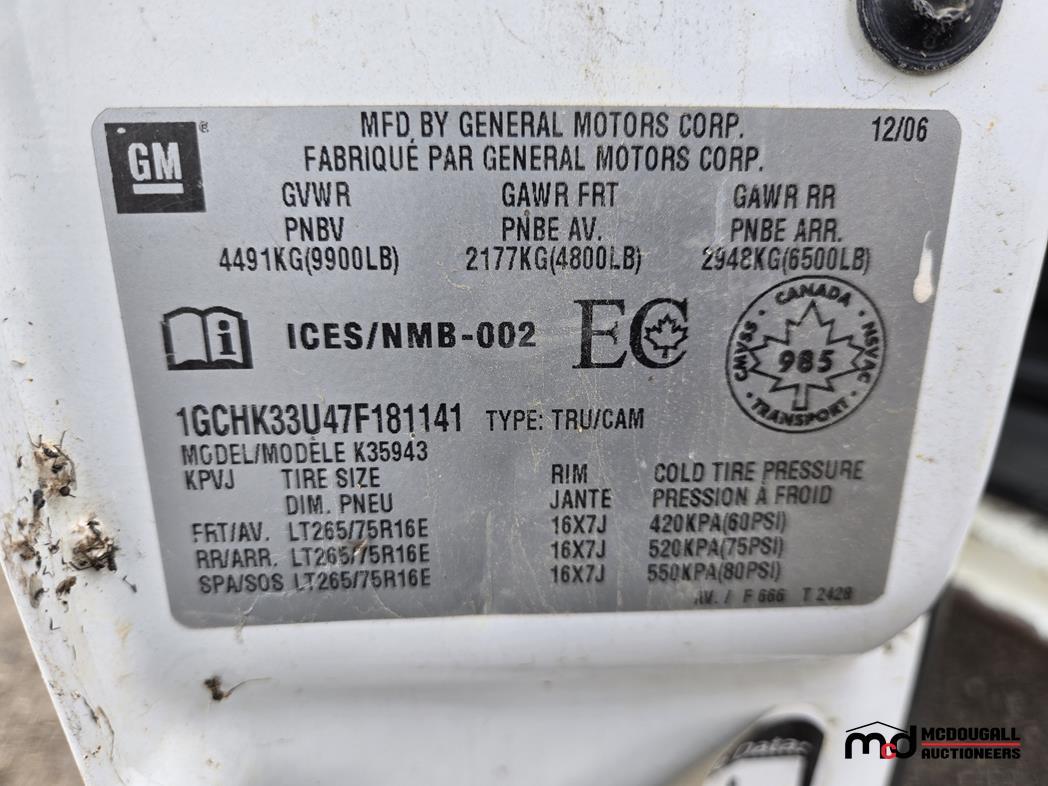 GM
MFD BY GENERAL MOTORS CORP. 12/06
FABRIQUÉ PAR GENERAL MOTORS CORP.
GVWR GAWR FRT GAWR RR
PNBV PNBE AV. PNBE ARR.
4491KG(9900LB) 2177KG(4800LB) 2948KG(6500LB)
ICES/NMB-002 EC
CANADA
CMVSS 985 NSVAC
TRANSPORT
1GCHK33U47F181141 TYPE: TRU/CAM
MODEL/MODÈLE K35943
KPVJ TIRE SIZE RIM COLD TIRE PRESSURE
DIM. PNEU JANTE PRESSION A FROID
FRT/AV. LT265/75R16E 16X7J 420KPA(60PSI)
RR/ARR. LT265/75R16E 16X7J 520KPA(75PSI)
SPA/SOS LT265/75R16E 16X7J 550KPA(80PSI)
F 666 T 2428
mcd MCDOUGALL
AUCTIONEERS